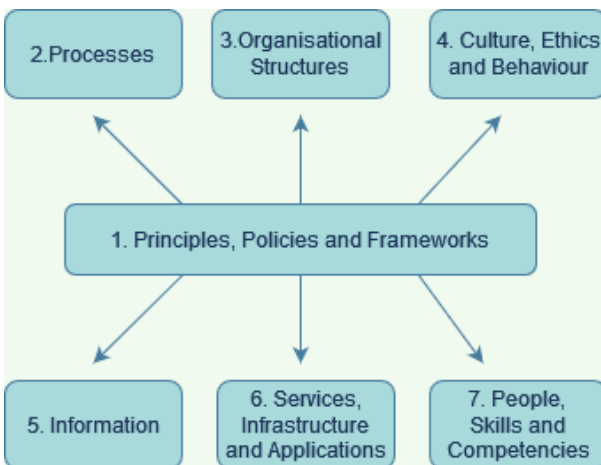 2.Processes
3.Organisational
Structures
4. Culture, Ethics
and Behaviour
1. Principles, Policies and Frameworks
5. Information
6. Services,
Infrastructure
and Applications
7. People,
Skills and
Competencies